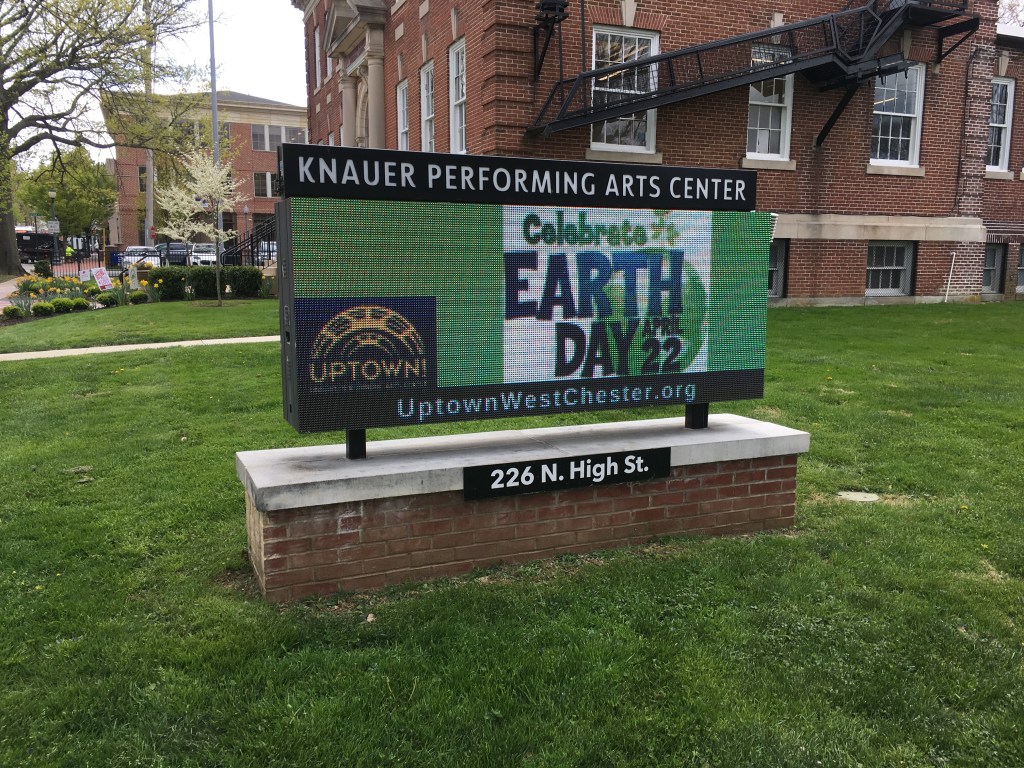 KNAUER PERFORMING ARTS CENTER
Celebrate
EARTH
DAY
APRIL
22
UPTOWN!
UptownWestChester.org
226 N. High St.